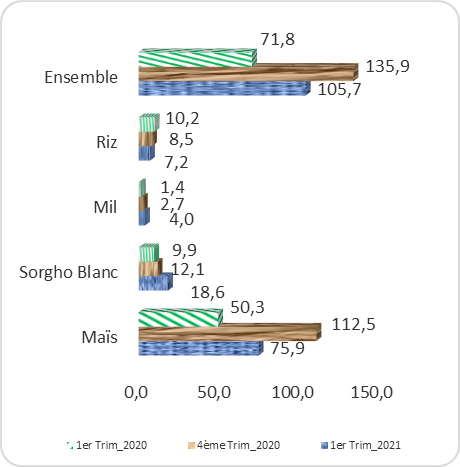 71,8
Ensemble 135,9
105,7
10,2
Riz 8,5
7,2
1,4
Mil 2,7
4,0
9,9
Sorgho Blanc 12,1
18,6
50,3
Maïs 112,5
75,9
0,0 50,0 100,0 150,0
1er Trim_2020 4ème Trim_2020 1er Trim_2021